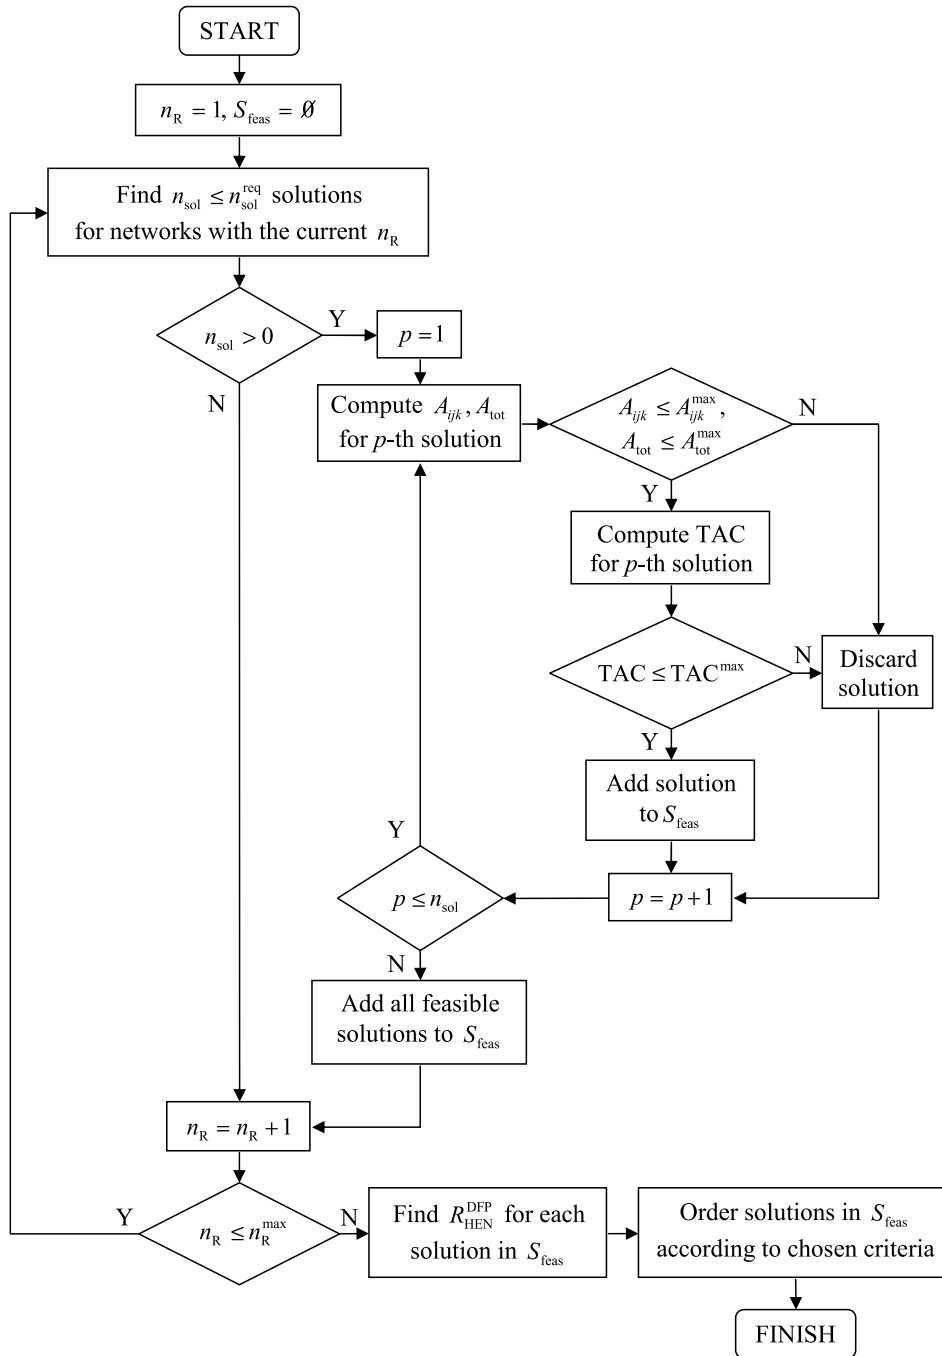 START
n_R = 1, S_feas = ∅
Find n_sol ≤ n_sol^req solutions
for networks with the current n_R
n_sol > 0
Y
p = 1
N
Compute A_ijk, A_tot
for p-th solution
A_ijk ≤ A_ijk^max,
A_tot ≤ A_tot^max
N
Y
Compute TAC
for p-th solution
TAC ≤ TAC^max
N
Discard
solution
Y
Add solution
to S_feas
p = p + 1
Y
p ≤ n_sol
N
Add all feasible
solutions to S_feas
n_R = n_R + 1
Y
n_R ≤ n_R^max
N
Find R_HEN^DFP for each
solution in S_feas
Order solutions in S_feas
according to chosen criteria
FINISH